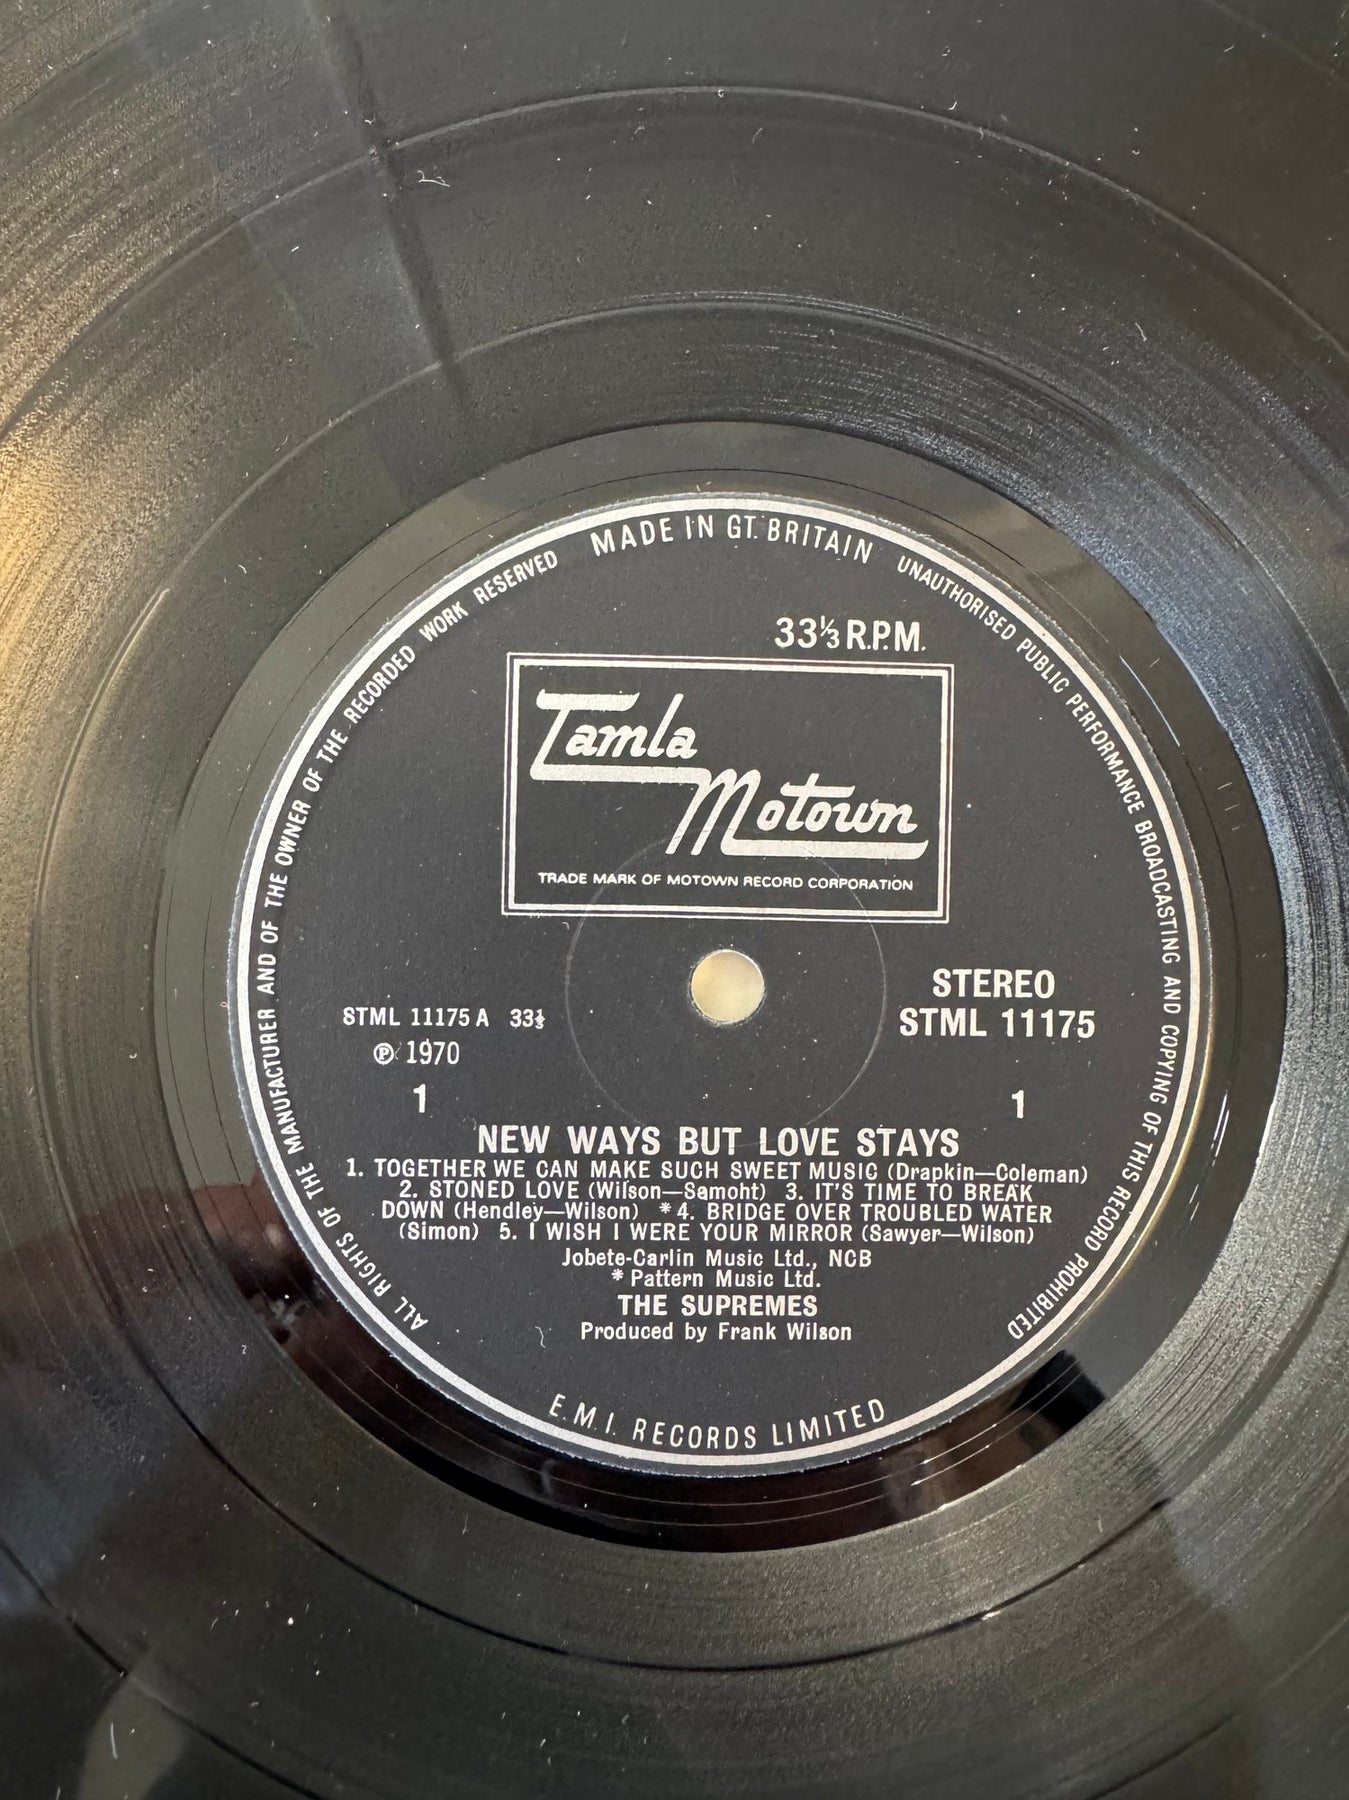 MADE IN GT. BRITAIN
UNAUTHORISED PUBLIC PERFORMANCE BROADCASTING AND COPYING OF THIS RECORD PROHIBITED
ALL RIGHTS OF THE MANUFACTURER AND OF THE OWNER OF THE RECORDED WORK RESERVED
33⅓ R.P.M.
Tamla
Motown
TRADE MARK OF MOTOWN RECORD CORPORATION
STEREO
STML 11175
STML 11175 A 33⅓
℗ 1970
1
1
NEW WAYS BUT LOVE STAYS
1. TOGETHER WE CAN MAKE SUCH SWEET MUSIC (Drapkin—Coleman)
2. STONED LOVE (Wilson—Samoht) 3. IT'S TIME TO BREAK
DOWN (Hendley—Wilson) *4. BRIDGE OVER TROUBLED WATER
(Simon) 5. I WISH I WERE YOUR MIRROR (Sawyer—Wilson)
Jobete-Carlin Music Ltd., NCB
* Pattern Music Ltd.
THE SUPREMES
Produced by Frank Wilson
E.M.I. RECORDS LIMITED